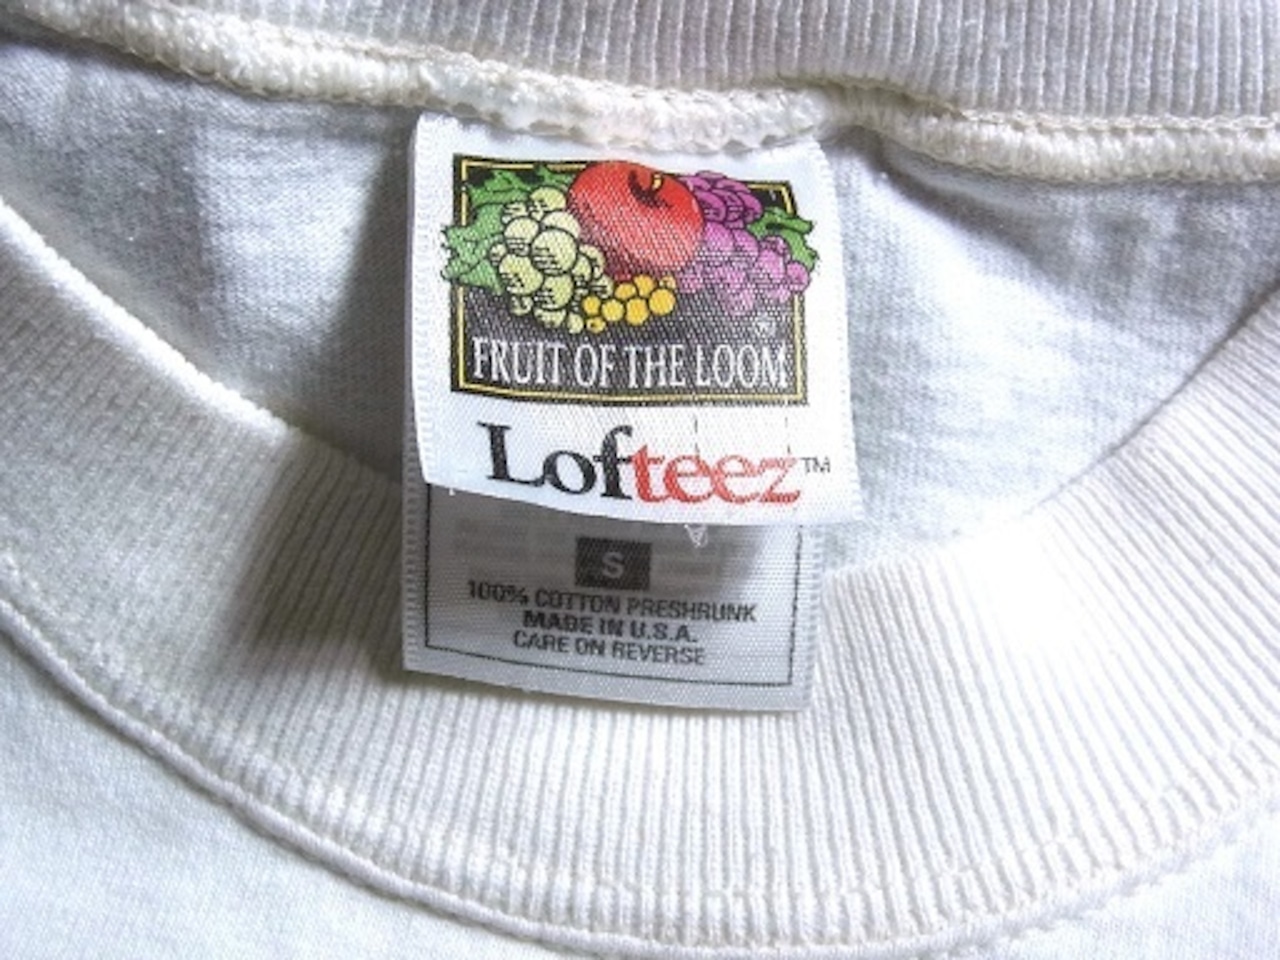 FRUIT OF THE LOOM
Lofteez™
S
100% COTTON PRESHRUNK
MADE IN U.S.A.
CARE ON REVERSE